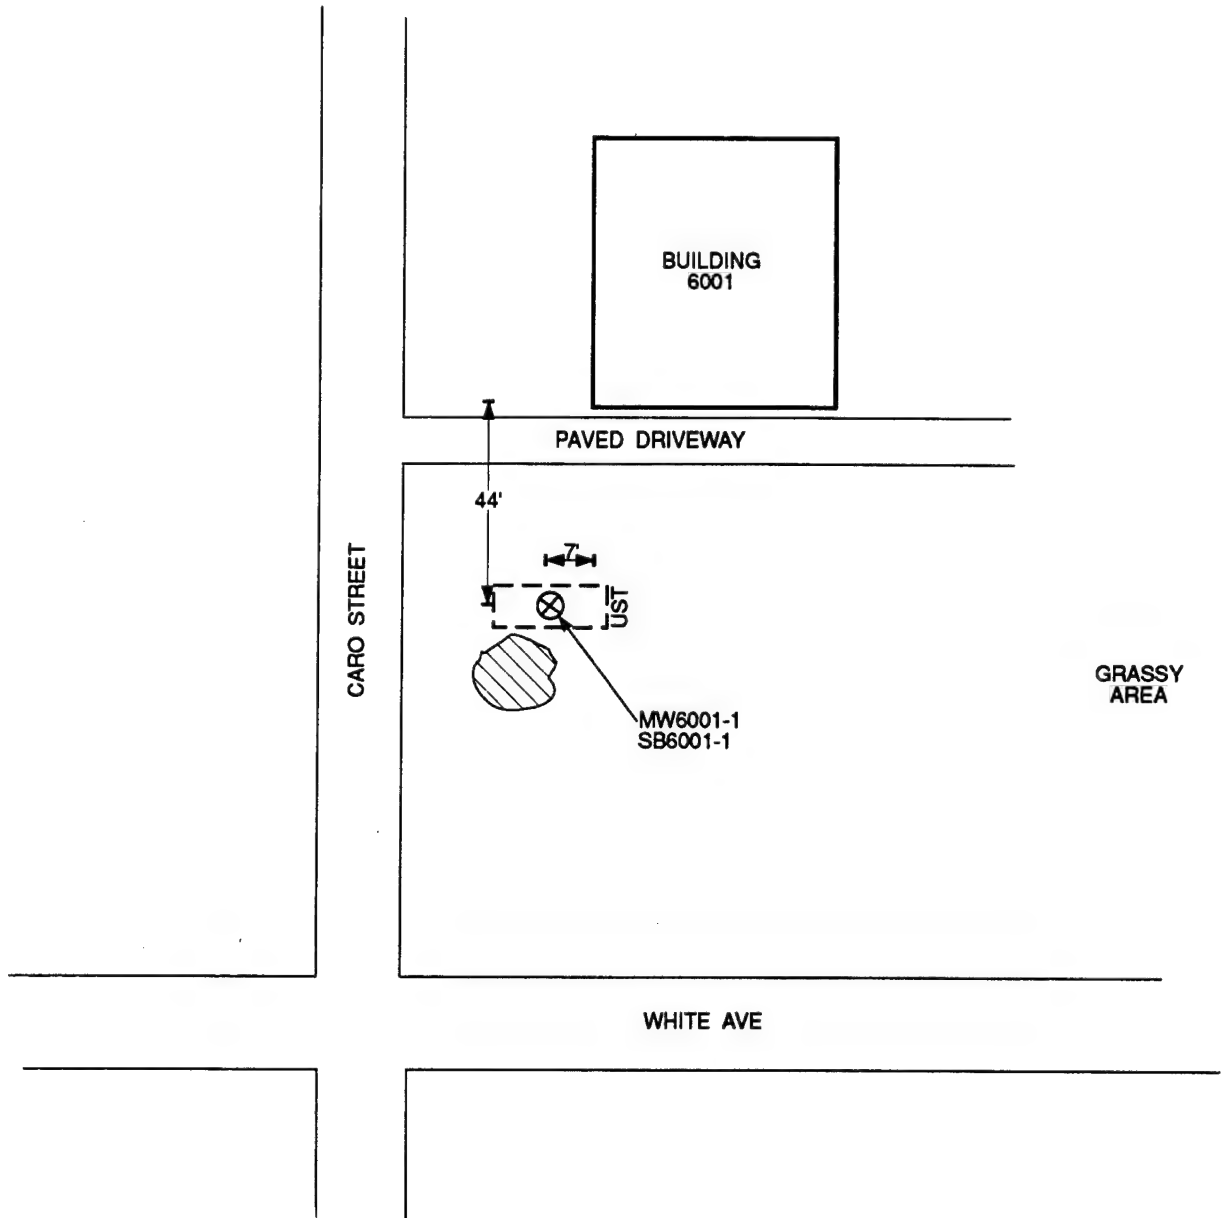 BUILDING
6001
PAVED DRIVEWAY
44'
7'
UST
CARO STREET
GRASSY
AREA
MW6001-1
SB6001-1
WHITE AVE